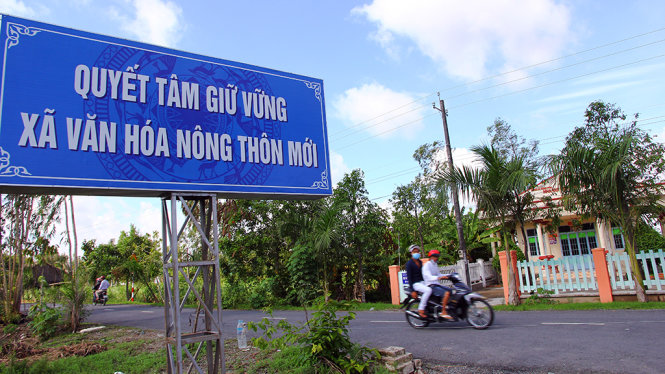 QUYẾT TÂM GIỮ VỮNG
XÃ VĂN HÓA NÔNG THÔN MỚI